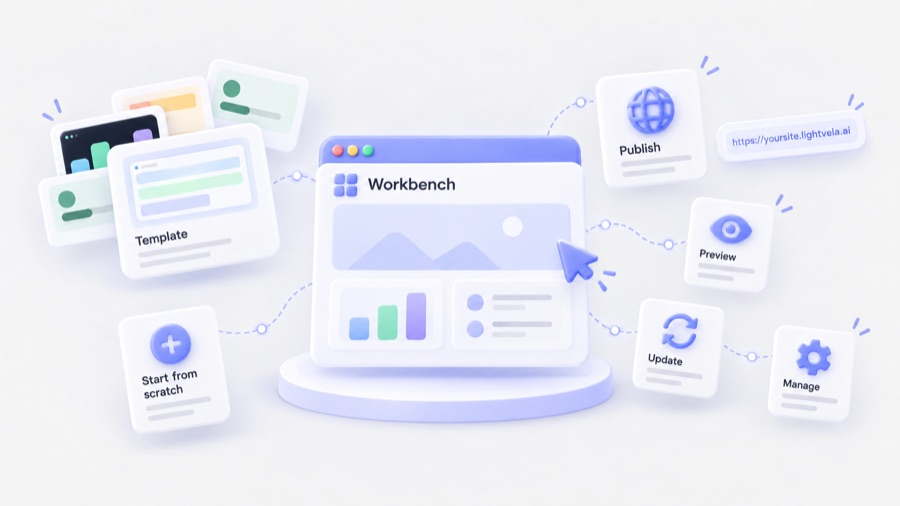 Template
Start from
scratch
Workbench
Publish
https://yoursite.lightvela.ai
Preview
Update
Manage